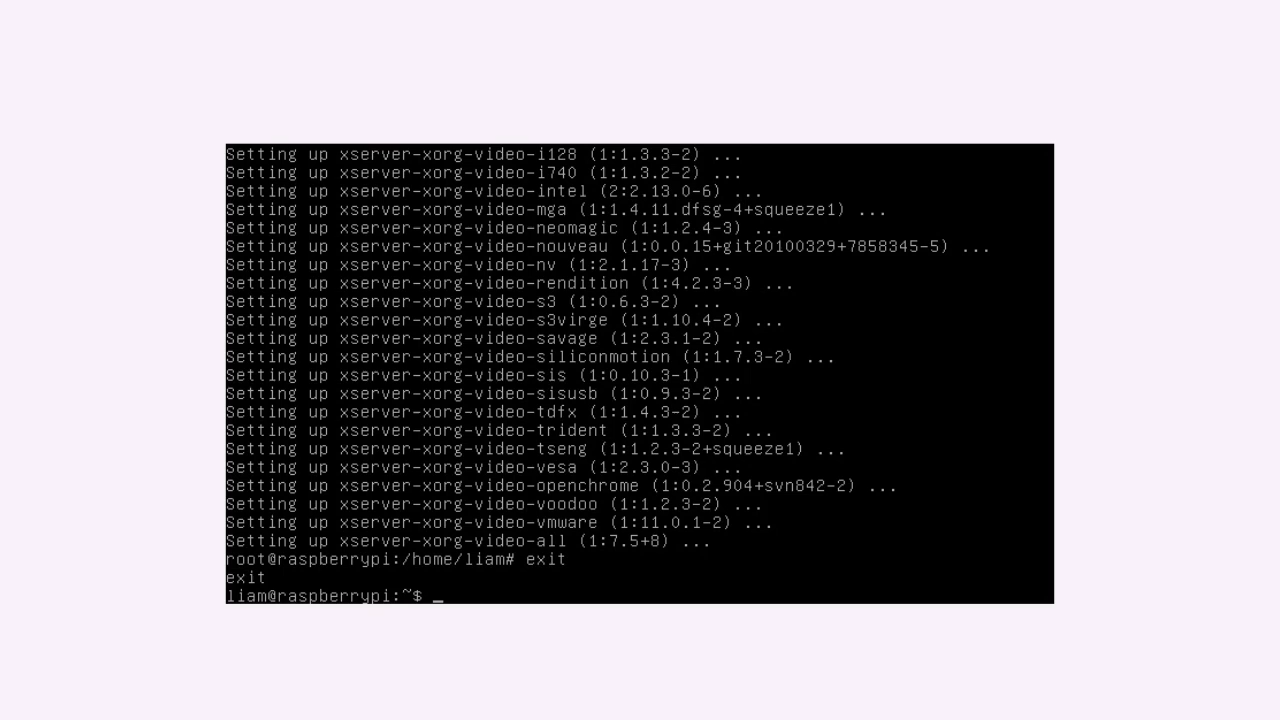 Setting up xserver-xorg-video-i128 (1:1.3.3-2) ...
Setting up xserver-xorg-video-i740 (1:1.3.2-2) ...
Setting up xserver-xorg-video-intel (2:2.13.0-6) ...
Setting up xserver-xorg-video-mga (1:1.4.11.dfsg-4+squeeze1) ...
Setting up xserver-xorg-video-neomagic (1:1.2.4-3) ...
Setting up xserver-xorg-video-nouveau (1:0.0.15+git20100329+7858345-5) ...
Setting up xserver-xorg-video-nv (1:2.1.17-3) ...
Setting up xserver-xorg-video-rendition (1:4.2.3-3) ...
Setting up xserver-xorg-video-s3 (1:0.6.3-2) ...
Setting up xserver-xorg-video-s3virge (1:1.10.4-2) ...
Setting up xserver-xorg-video-savage (1:2.3.1-2) ...
Setting up xserver-xorg-video-siliconmotion (1:1.7.3-2) ...
Setting up xserver-xorg-video-sis (1:0.10.3-1) ...
Setting up xserver-xorg-video-sisusb (1:0.9.3-2) ...
Setting up xserver-xorg-video-tdfx (1:1.4.3-2) ...
Setting up xserver-xorg-video-trident (1:1.3.3-2) ...
Setting up xserver-xorg-video-tseng (1:1.2.3-2+squeeze1) ...
Setting up xserver-xorg-video-vesa (1:2.3.0-3) ...
Setting up xserver-xorg-video-openchrome (1:0.2.904+svn842-2) ...
Setting up xserver-xorg-video-voodoo (1:1.2.3-2) ...
Setting up xserver-xorg-video-vmware (1:11.0.1-2) ...
Setting up xserver-xorg-video-all (1:7.5+8) ...
root@raspberrypi:/home/liam# exit
exit
liam@raspberrypi:~$ _